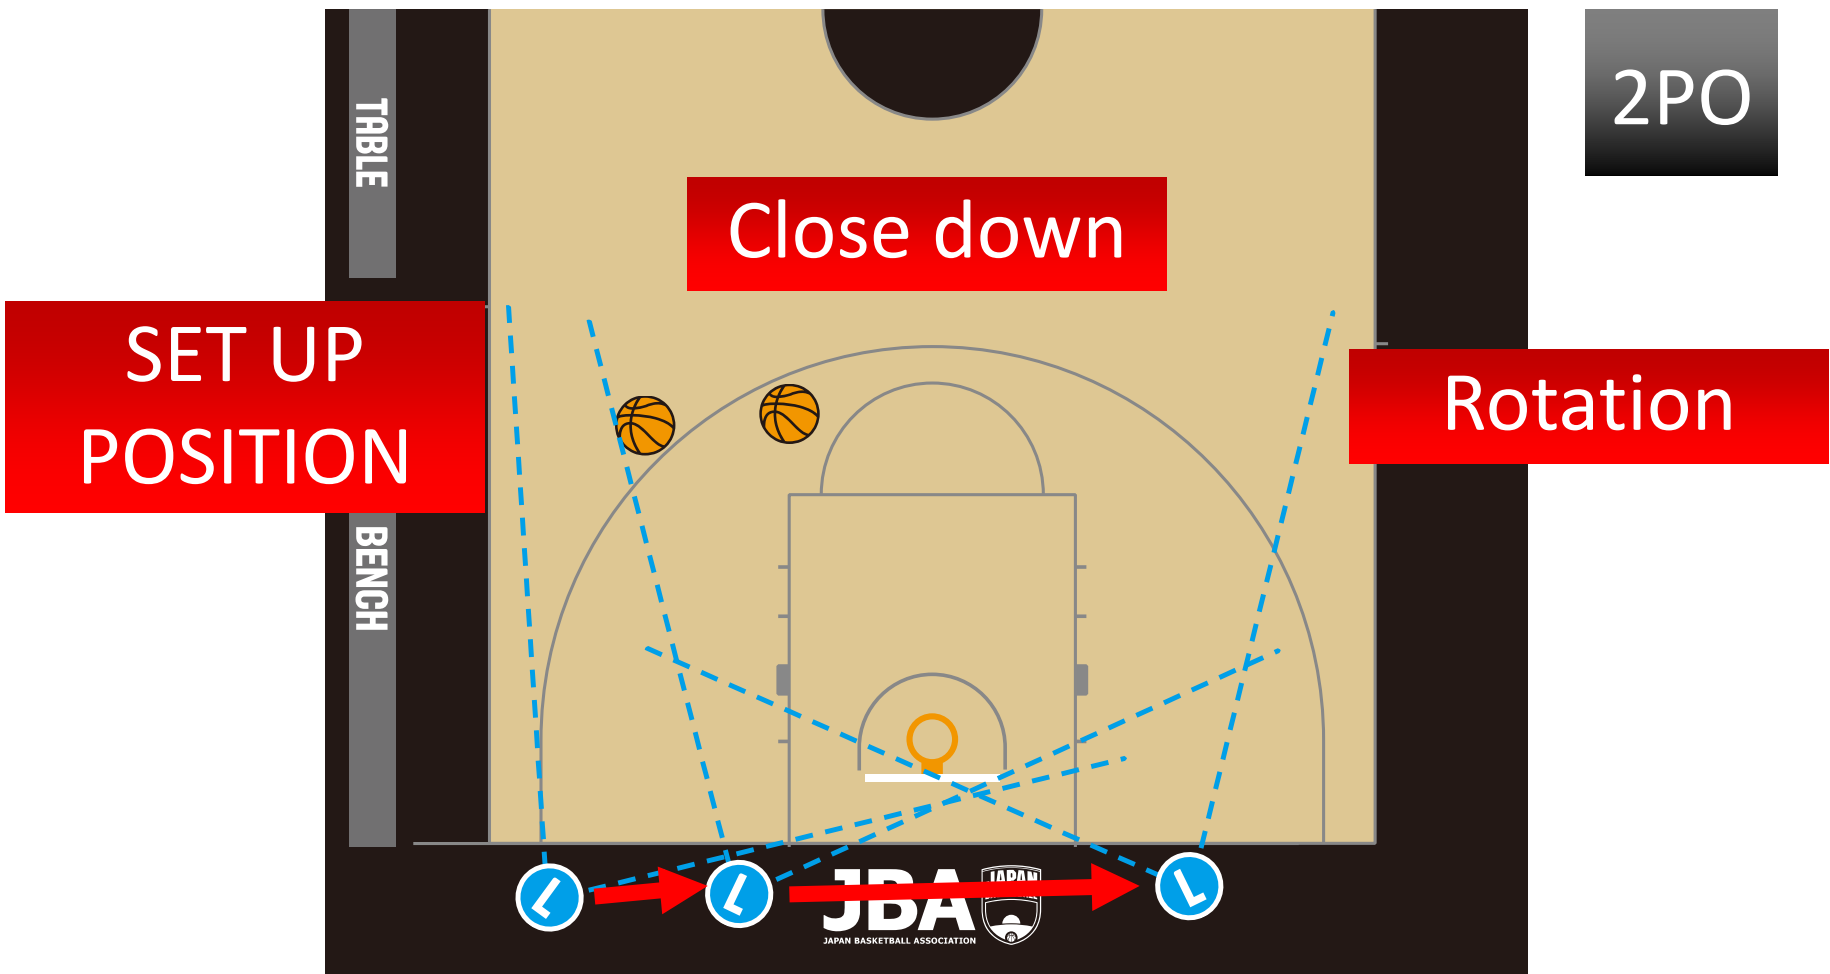 2PO
TABLE
Close down
SET UP
POSITION
Rotation
BENCH
L
L
L
JBA
JAPAN
JAPAN BASKETBALL ASSOCIATION